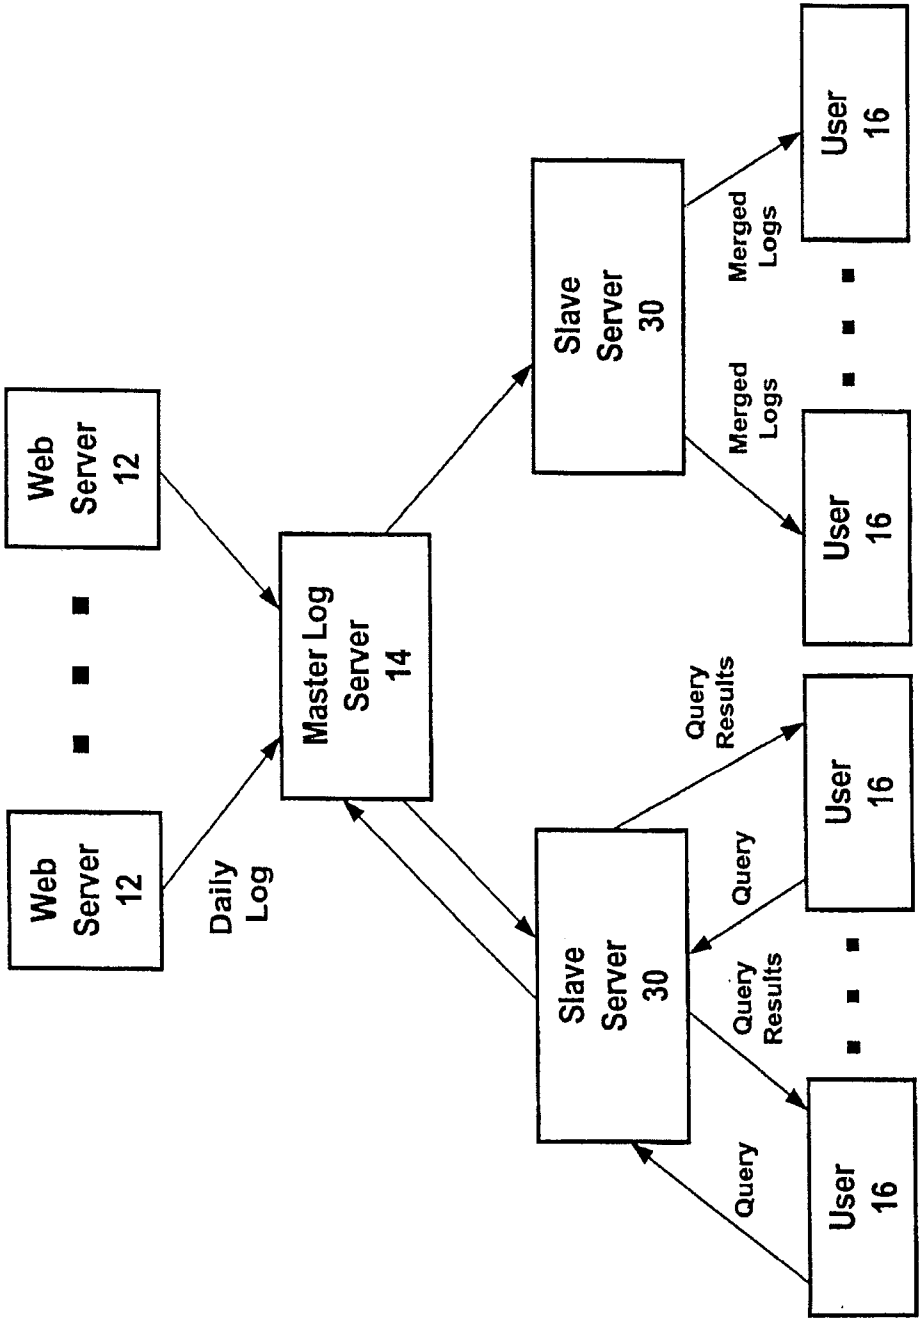 Web
Server
12
Web
Server
12
Daily
Log
Master Log
Server
14
Slave
Server
30
Slave
Server
30
Query
Query
Results
Query
Query
Results
Merged
Logs
Merged
Logs
User
16
User
16
User
16
User
16